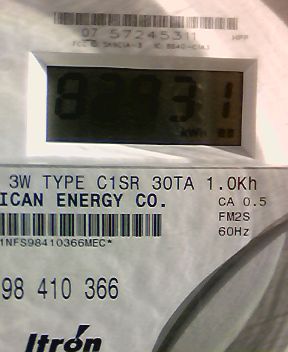 07 57245311
82931
kWh
3W TYPE C1SR 30TA 1.0Kh
ICAN ENERGY CO.
CA 0.5
FM2S
60Hz
1NFS98410366MEC*
98 410 366
Itron